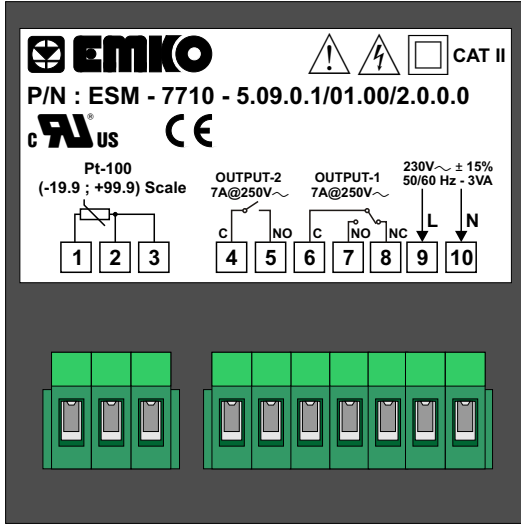 EMKO
CAT II
P/N : ESM - 7710 - 5.09.0.1/01.00/2.0.0.0
c RU ® US CE
Pt-100
(-19.9 ; +99.9) Scale
OUTPUT-2
7A@250V～
OUTPUT-1
7A@250V～
230V～ ± 15%
50/60 Hz - 3VA
L N
C NO C NO NC
1 2 3 4 5 6 7 8 9 10